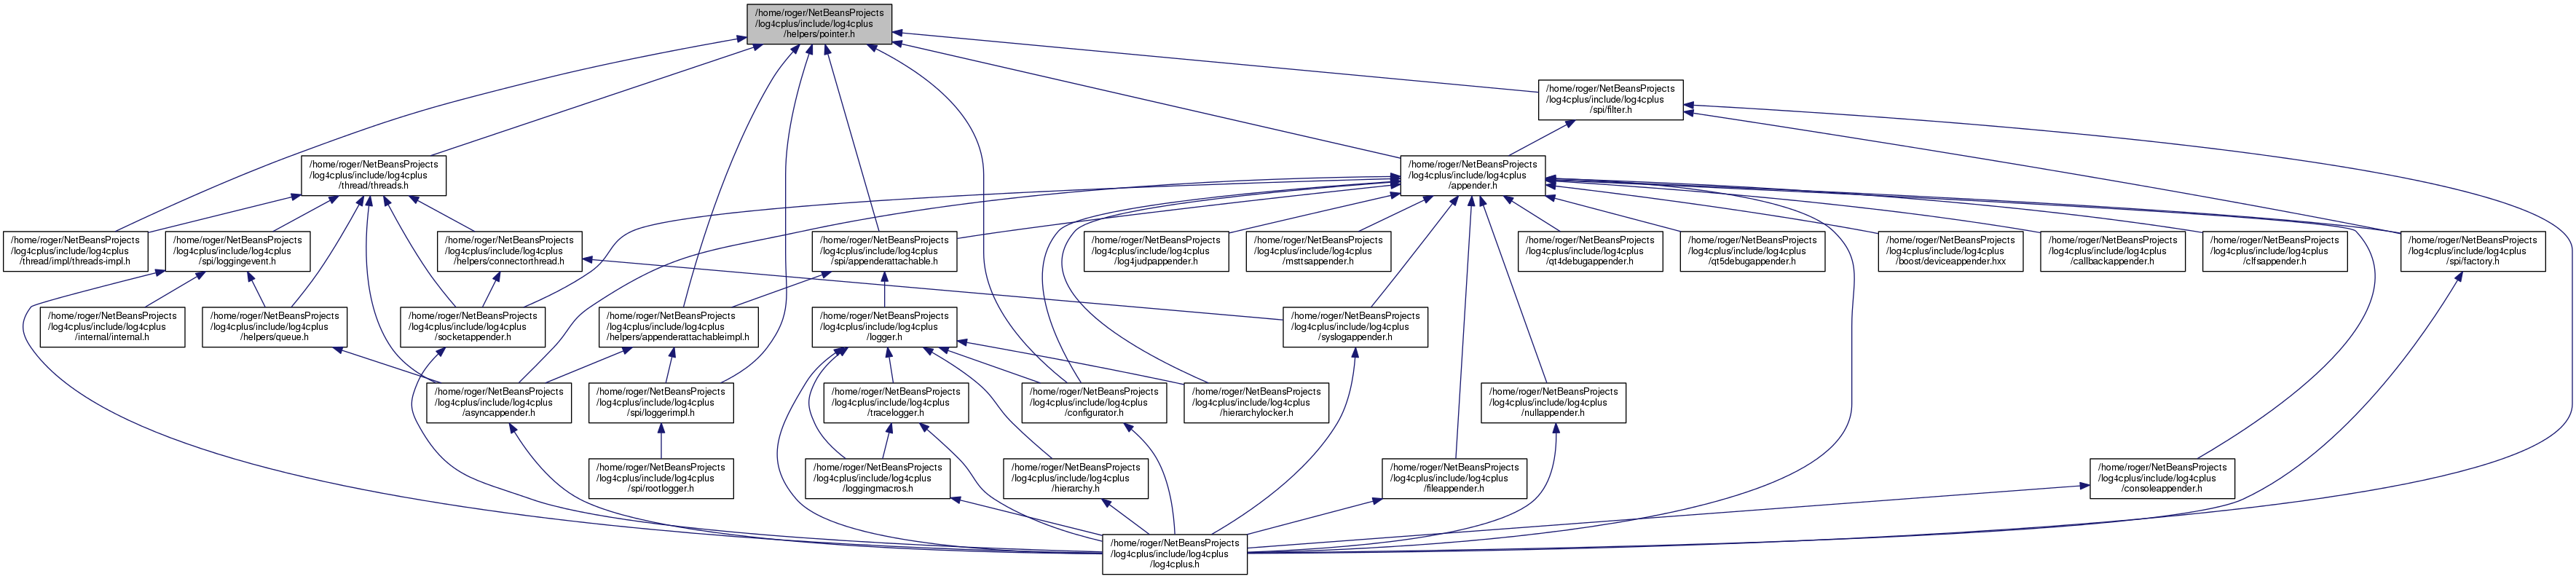 /home/roger/NetBeansProjects
/log4cplus/include/log4cplus
/helpers/pointer.h
/home/roger/NetBeansProjects
/log4cplus/include/log4cplus
/spi/filter.h
/home/roger/NetBeansProjects
/log4cplus/include/log4cplus
/thread/threads.h
/home/roger/NetBeansProjects
/log4cplus/include/log4cplus
/appender.h
/home/roger/NetBeansProjects
/log4cplus/include/log4cplus
/thread/impl/threads-impl.h
/home/roger/NetBeansProjects
/log4cplus/include/log4cplus
/spi/loggingevent.h
/home/roger/NetBeansProjects
/log4cplus/include/log4cplus
/helpers/connectorthread.h
/home/roger/NetBeansProjects
/log4cplus/include/log4cplus
/spi/appenderattachable.h
/home/roger/NetBeansProjects
/log4cplus/include/log4cplus
/log4judpappender.h
/home/roger/NetBeansProjects
/log4cplus/include/log4cplus
/msttsappender.h
/home/roger/NetBeansProjects
/log4cplus/include/log4cplus
/qt4debugappender.h
/home/roger/NetBeansProjects
/log4cplus/include/log4cplus
/qt5debugappender.h
/home/roger/NetBeansProjects
/log4cplus/include/log4cplus
/boost/deviceappender.hxx
/home/roger/NetBeansProjects
/log4cplus/include/log4cplus
/callbackappender.h
/home/roger/NetBeansProjects
/log4cplus/include/log4cplus
/clfsappender.h
/home/roger/NetBeansProjects
/log4cplus/include/log4cplus
/spi/factory.h
/home/roger/NetBeansProjects
/log4cplus/include/log4cplus
/internal/internal.h
/home/roger/NetBeansProjects
/log4cplus/include/log4cplus
/helpers/queue.h
/home/roger/NetBeansProjects
/log4cplus/include/log4cplus
/socketappender.h
/home/roger/NetBeansProjects
/log4cplus/include/log4cplus
/helpers/appenderattachableimpl.h
/home/roger/NetBeansProjects
/log4cplus/include/log4cplus
/logger.h
/home/roger/NetBeansProjects
/log4cplus/include/log4cplus
/syslogappender.h
/home/roger/NetBeansProjects
/log4cplus/include/log4cplus
/asyncappender.h
/home/roger/NetBeansProjects
/log4cplus/include/log4cplus
/spi/loggerimpl.h
/home/roger/NetBeansProjects
/log4cplus/include/log4cplus
/tracelogger.h
/home/roger/NetBeansProjects
/log4cplus/include/log4cplus
/configurator.h
/home/roger/NetBeansProjects
/log4cplus/include/log4cplus
/hierarchylocker.h
/home/roger/NetBeansProjects
/log4cplus/include/log4cplus
/nullappender.h
/home/roger/NetBeansProjects
/log4cplus/include/log4cplus
/spi/rootlogger.h
/home/roger/NetBeansProjects
/log4cplus/include/log4cplus
/loggingmacros.h
/home/roger/NetBeansProjects
/log4cplus/include/log4cplus
/hierarchy.h
/home/roger/NetBeansProjects
/log4cplus/include/log4cplus
/fileappender.h
/home/roger/NetBeansProjects
/log4cplus/include/log4cplus
/consoleappender.h
/home/roger/NetBeansProjects
/log4cplus/include/log4cplus
/log4cplus.h